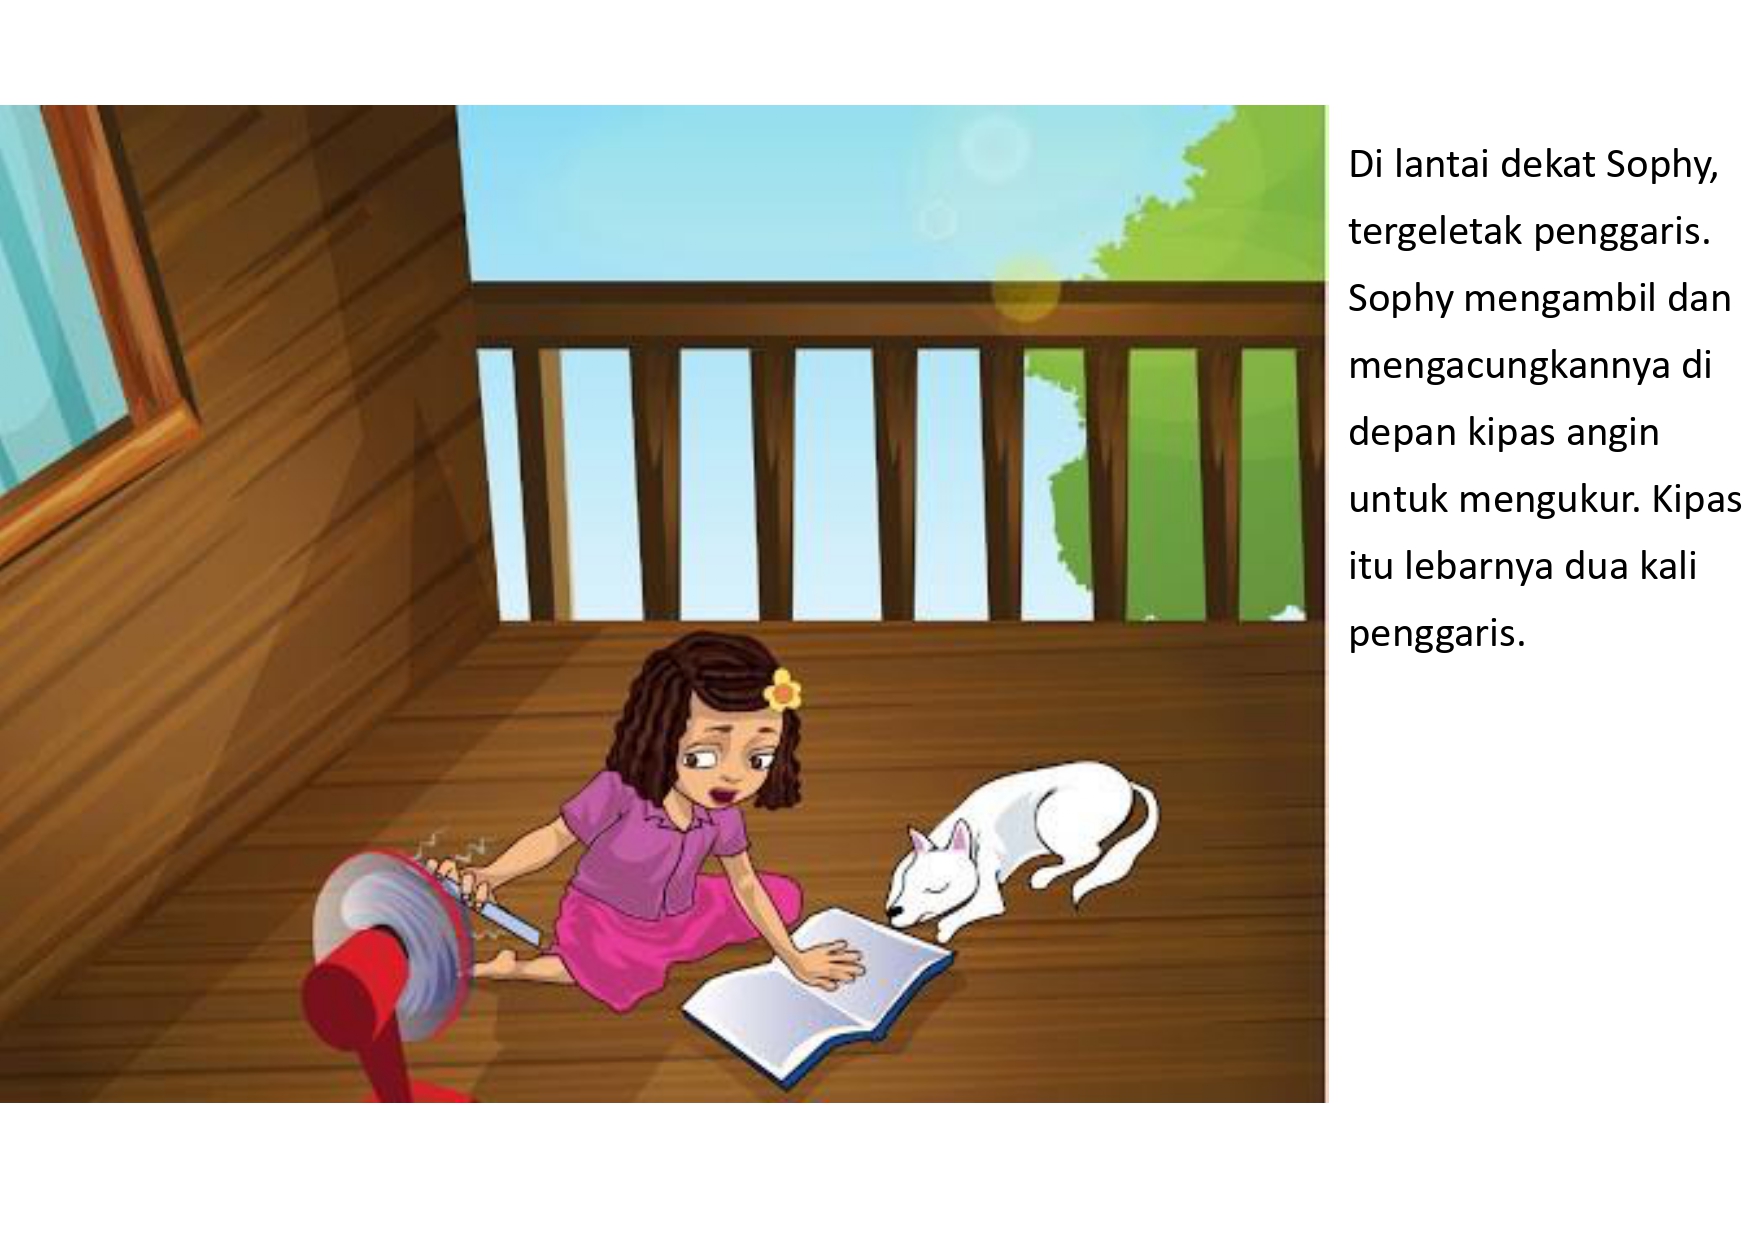 Di lantai dekat Sophy,
tergeletak penggaris.
Sophy mengambil dan
mengacungkannya di
depan kipas angin
untuk mengukur. Kipas
itu lebarnya dua kali
penggaris.